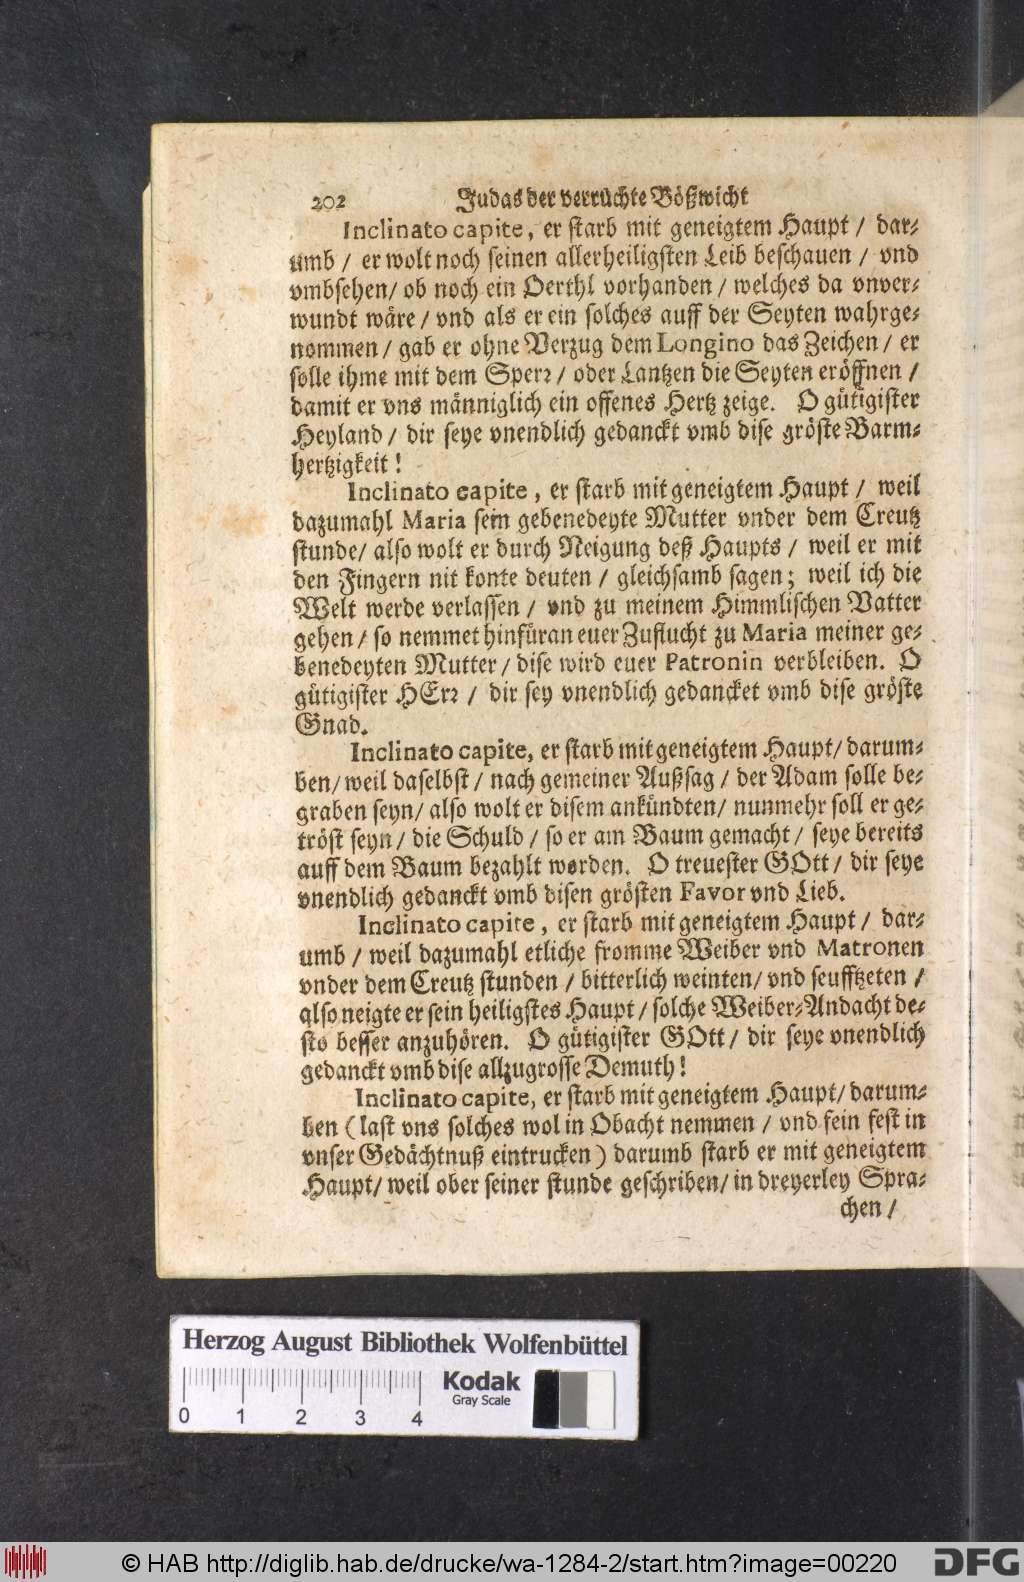 202 Judas der verrüchte Bößwicht
Inclinato capite, er starb mit geneigtem Haupt / dar-
umb / er wolt noch seinen allerheiligsten Leib beschauen / vnd
vmbsehen / ob noch ein Oerthl vorhanden / welches da vnver-
wundt wäre / vnd als er ein solches auff der Seyten wahrge-
nommen / gab er ohne Verzug dem Longino das Zeichen / er
solle ihme mit dem Sperr / oder Lantzen die Seyten eröffnen /
damit er vns männiglich ein offenes Hertz zeige. O gütigister
Heyland / dir seye vnendlich gedanckt vmb dise gröste Barm-
hertzigkeit !
Inclinato capite, er starb mit geneigtem Haupt / weil
dazumahl Maria sein gebenedeyte Mutter vnder dem Creutz
stunde / also wolt er durch Neigung deß Haupts / weil er mit
den Fingern nit konte deuten / gleichsamb sagen; weil ich die
Welt werde verlassen / vnd zu meinem Himmlischen Vatter
gehen / so nemmet hinfüran euer Zuflucht zu Maria meiner ge-
benedeyten Mutter / dise wird euer Patronin verbleiben. O
gütigister HErr / dir sey vnendlich gedancket vmb dise gröste
Gnad.
Inclinato capite, er starb mit geneigtem Haupt / darum-
ben / weil daselbst / nach gemeiner Außsag / der Adam solle be-
graben seyn / also wolt er disem ankündten / nunmehr soll er ge-
tröst seyn / die Schuld / so er am Baum gemacht / seye bereits
auff dem Baum bezahlt worden. O treuester GOtt / dir seye
vnendlich gedanckt vmb disen grösten Favor vnd Lieb.
Inclinato capite, er starb mit geneigtem Haupt / dar-
umb / weil dazumahl etliche fromme Weiber vnd Matronen
vnder dem Creutz stunden / bitterlich weinten / vnd seufftzeten /
also neigte er sein heiligstes Haupt / solche Weiber-Andacht de-
sto besser anzuhören. O gütigister GOtt / dir seye vnendlich
gedanckt vmb dise allzugrosse Demuth !
Inclinato capite, er starb mit geneigtem Haupt / darum-
ben ( last vns solches wol in Obacht nemmen / vnd fein fest in
vnser Gedächtnuß eintrucken ) darumb starb er mit geneigtem
Haupt / weil ober seiner stunde geschriben / in dreyerley Spra-
chen /
Herzog August Bibliothek Wolfenbüttel
Kodak
Gray Scale
0 1 2 3 4
© HAB http://diglib.hab.de/drucke/wa-1284-2/start.htm?image=00220
DFG